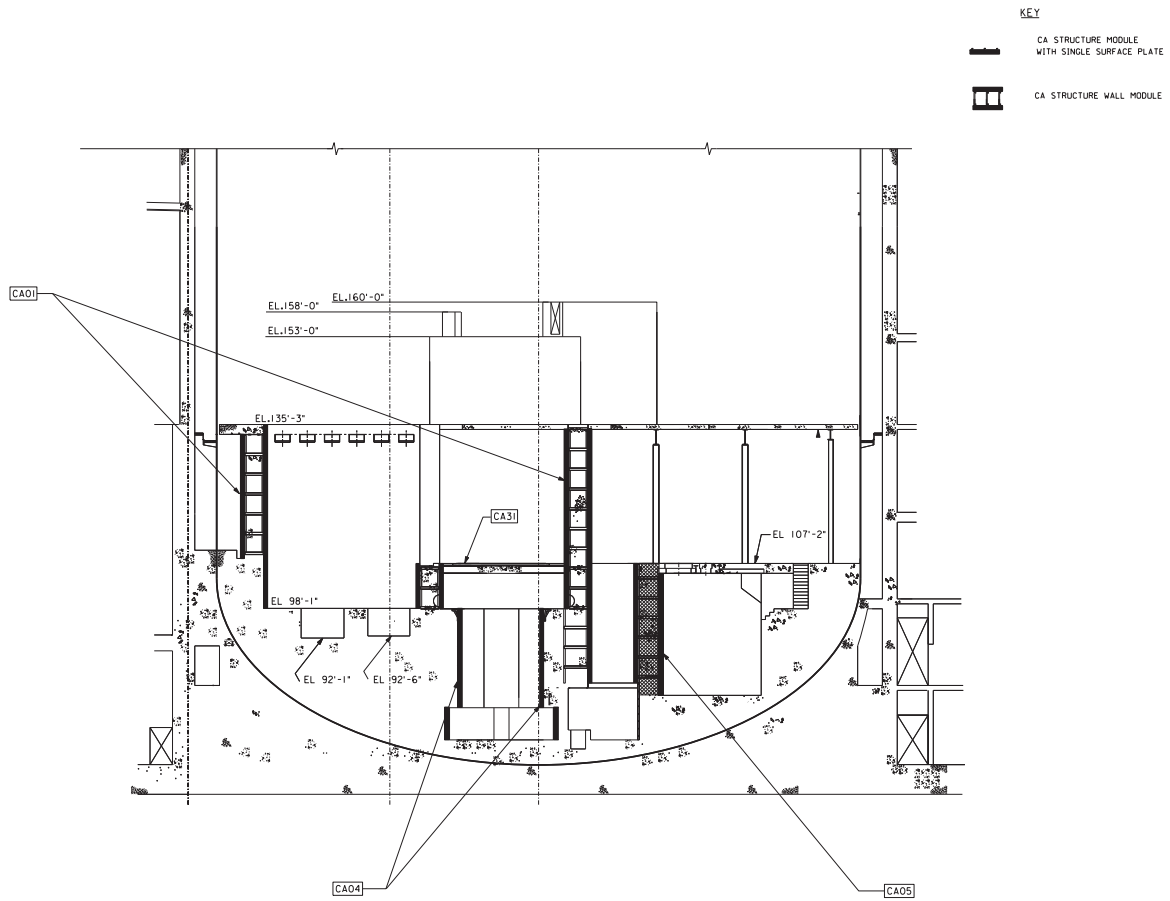 KEY
CA STRUCTURE MODULE
WITH SINGLE SURFACE PLATE
CA STRUCTURE WALL MODULE
CA01
EL.160'-0"
EL.158'-0"
EL.153'-0"
EL.135'-3"
CA31
EL 107'-2"
EL 98'-1"
EL 92'-1"
EL 92'-6"
CA04
CA05